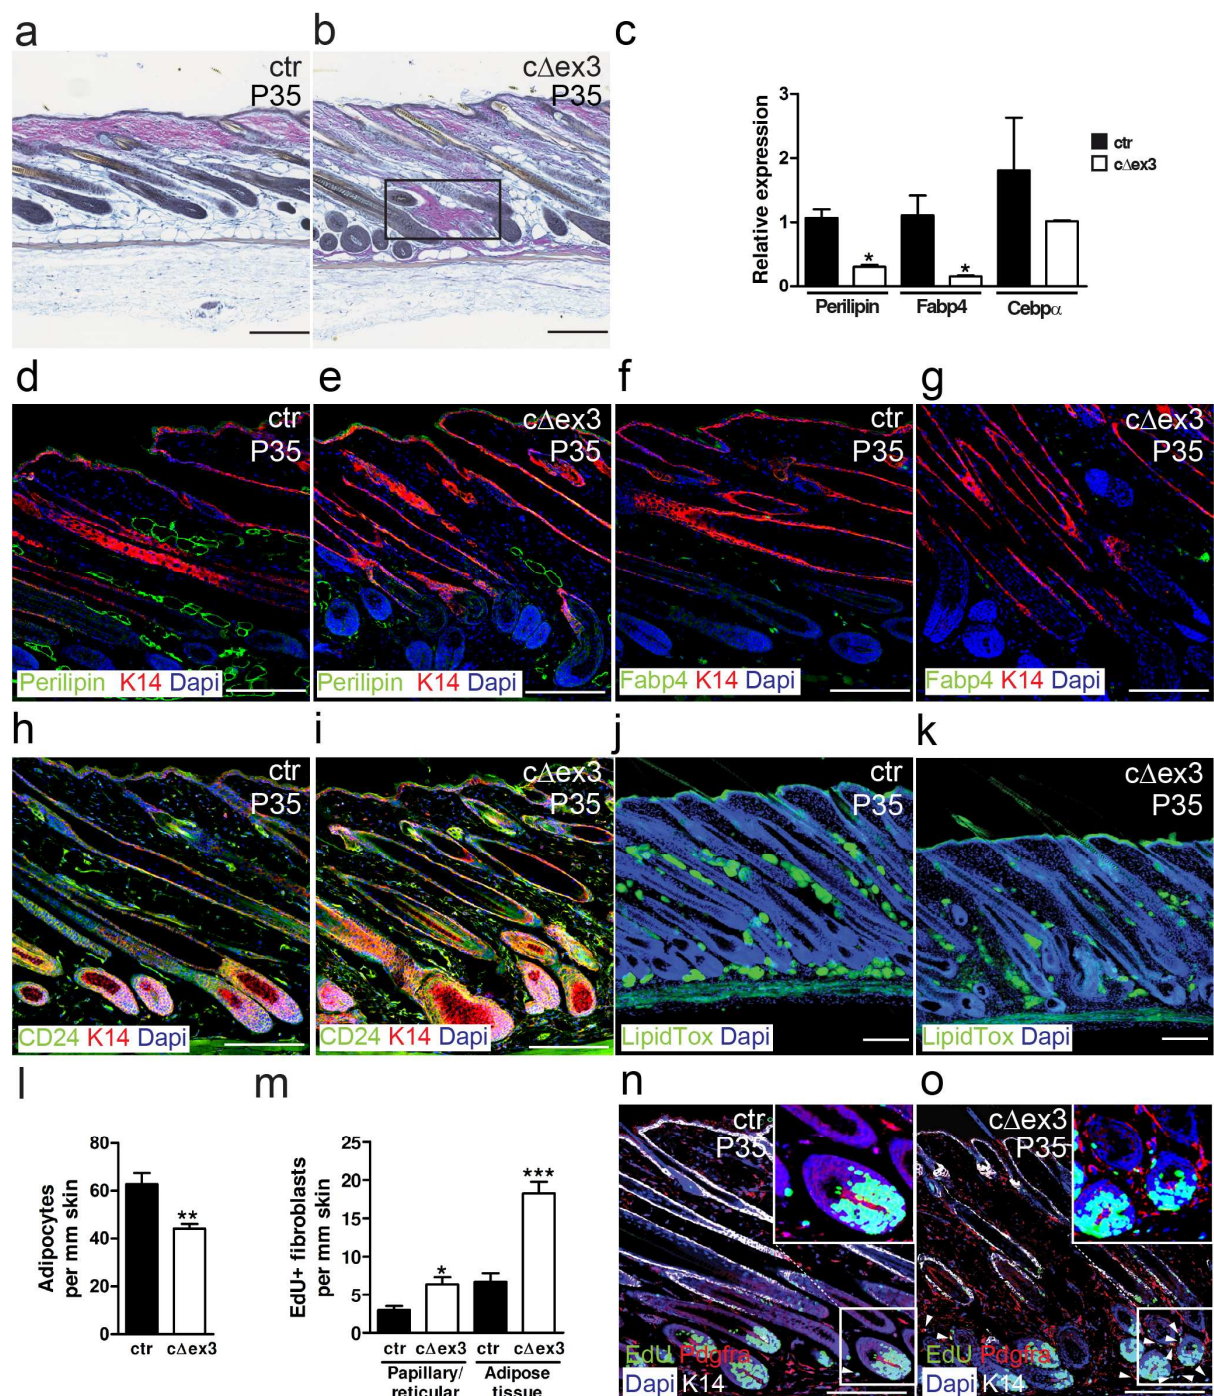 a
ctr
P35
b
cΔex3
P35
c
3
2
1
0
Relative expression
Perilipin
Fabp4
Cebpα
*
*
ctr
cΔex3
d
ctr
P35
Perilipin K14 Dapi
e
cΔex3
P35
Perilipin K14 Dapi
f
ctr
P35
Fabp4 K14 Dapi
g
cΔex3
P35
Fabp4 K14 Dapi
h
ctr
P35
CD24 K14 Dapi
i
cΔex3
P35
CD24 K14 Dapi
j
ctr
P35
LipidTox Dapi
k
cΔex3
P35
LipidTox Dapi
l
80
60
40
20
0
Adipocytes
per mm skin
**
ctr
cΔex3
m
25
20
15
10
5
0
EdU+ fibroblasts
per mm skin
*
***
ctr cΔex3 ctr cΔex3
Papillary/
reticular
Adipose
tissue
n
ctr
P35
EdU Pdgfra
Dapi K14
o
cΔex3
P35
EdU Pdgfra
Dapi K14